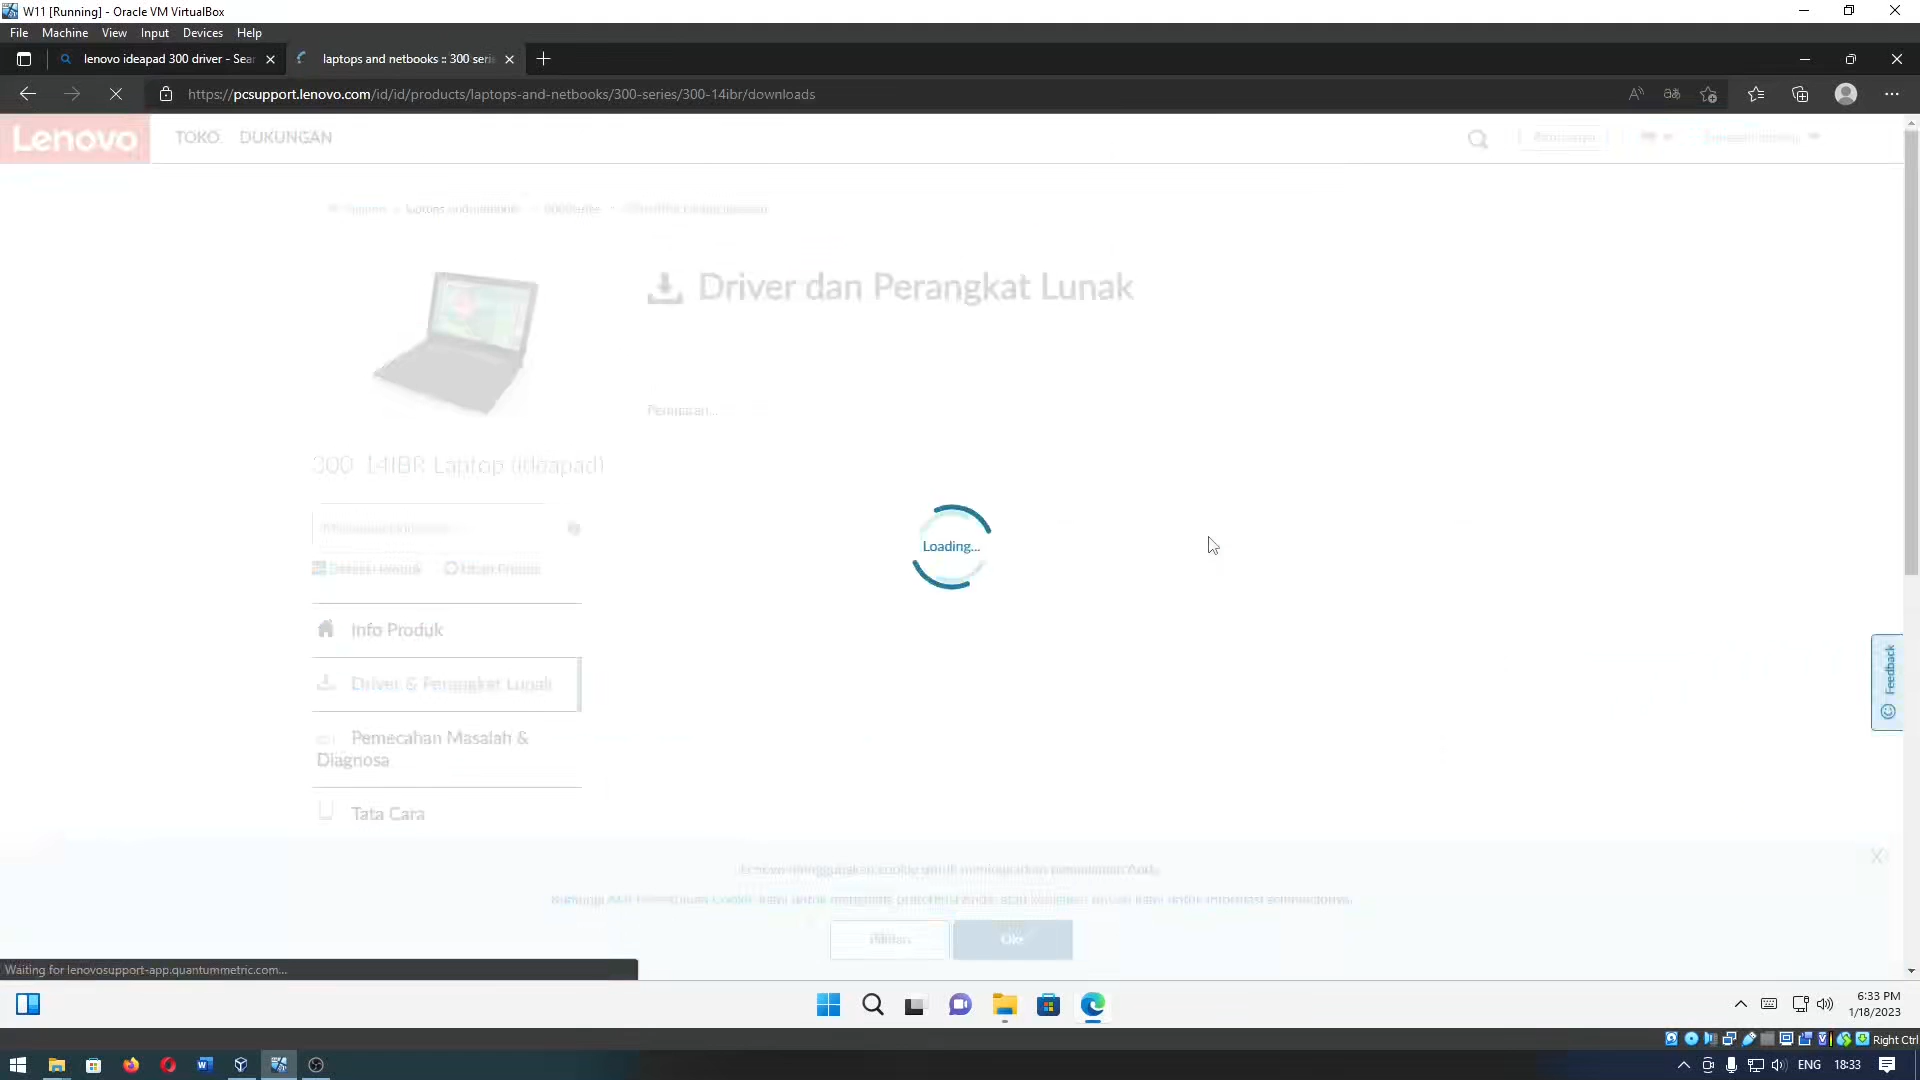 W11 [Running] - Oracle VM VirtualBox
File Machine View Input Devices Help
lenovo ideapad 300 driver - Sear
laptops and netbooks :: 300 serie
https://pcsupport.lenovo.com/id/id/products/laptops-and-netbooks/300-series/300-14ibr/downloads
Lenovo TOKO DUKUNGAN
Driver dan Perangkat Lunak
300-14IBR Laptop (ideapad)
Loading...
Info Produk
Driver & Perangkat Lunak
Pemecahan Masalah &
Diagnosa
Tata Cara
Feedback
X
Oke
Waiting for lenovosupport-app.quantummetric.com...
6:33 PM
1/18/2023
Right Ctrl
ENG 18:33